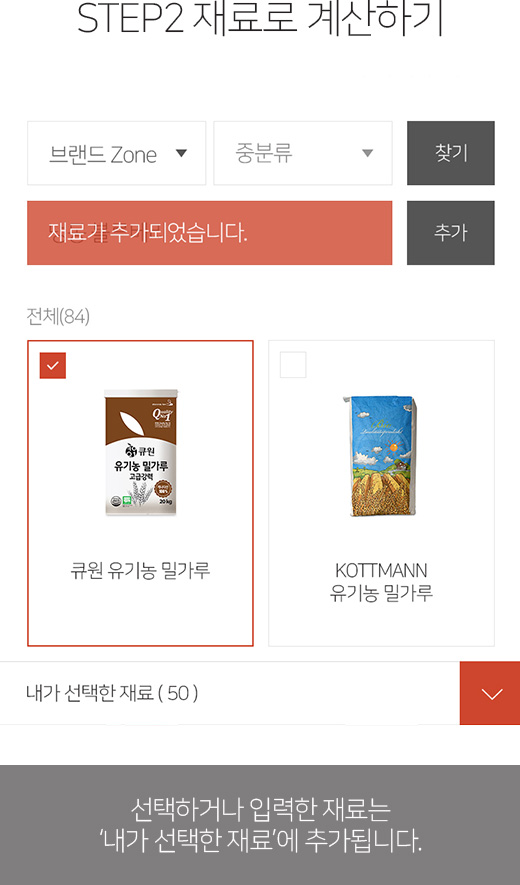 STEP2 재료로 계산하기
브랜드 Zone
중분류
찾기
재료가 추가되었습니다.
추가
전체(84)
Quality
No.1
큐원
유기농 밀가루
고급강력
100%
20kg
큐원 유기농 밀가루
KOTTMANN
유기농 밀가루
내가 선택한 재료 ( 50 )
선택하거나 입력한 재료는
‘내가 선택한 재료’에 추가됩니다.